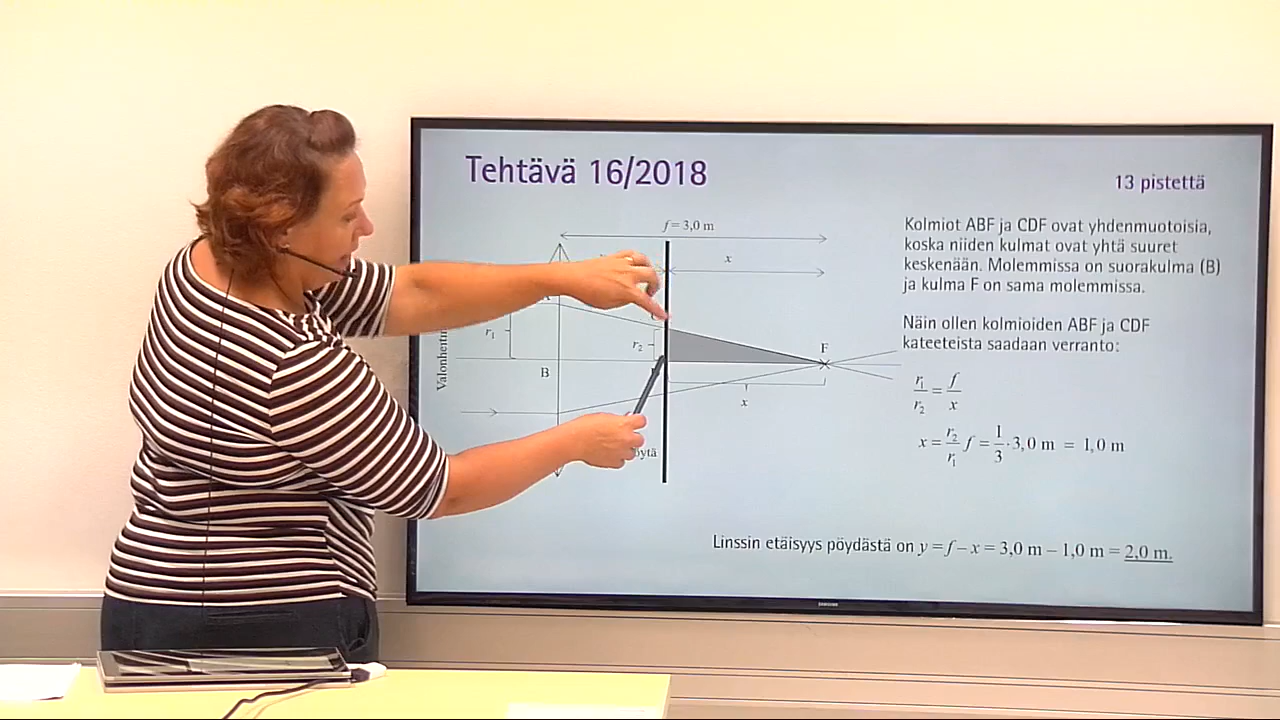 Tehtävä 16/2018
13 pistettä
f = 3,0 m
x
r₁
r₂
B
F
x
Kolmiot ABF ja CDF ovat yhdenmuotoisia,
koska niiden kulmat ovat yhtä suuret
keskenään. Molemmissa on suorakulma (B)
ja kulma F on sama molemmissa.
Näin ollen kolmioiden ABF ja CDF
kateeteista saadaan verranto:
r₁/r₂ = f/x
x = r₂/r₁ f = 1/3 · 3,0 m = 1,0 m
Linssin etäisyys pöydästä on y = f – x = 3,0 m – 1,0 m = 2,0 m.
SAMSUNG